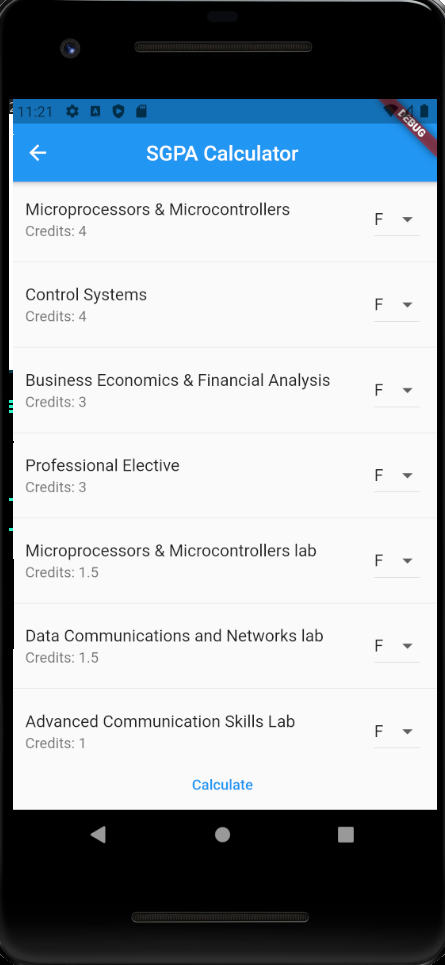 11:21
DEBUG
SGPA Calculator
Microprocessors & Microcontrollers
Credits: 4
F
Control Systems
Credits: 4
F
Business Economics & Financial Analysis
Credits: 3
F
Professional Elective
Credits: 3
F
Microprocessors & Microcontrollers lab
Credits: 1.5
F
Data Communications and Networks lab
Credits: 1.5
F
Advanced Communication Skills Lab
Credits: 1
F
Calculate